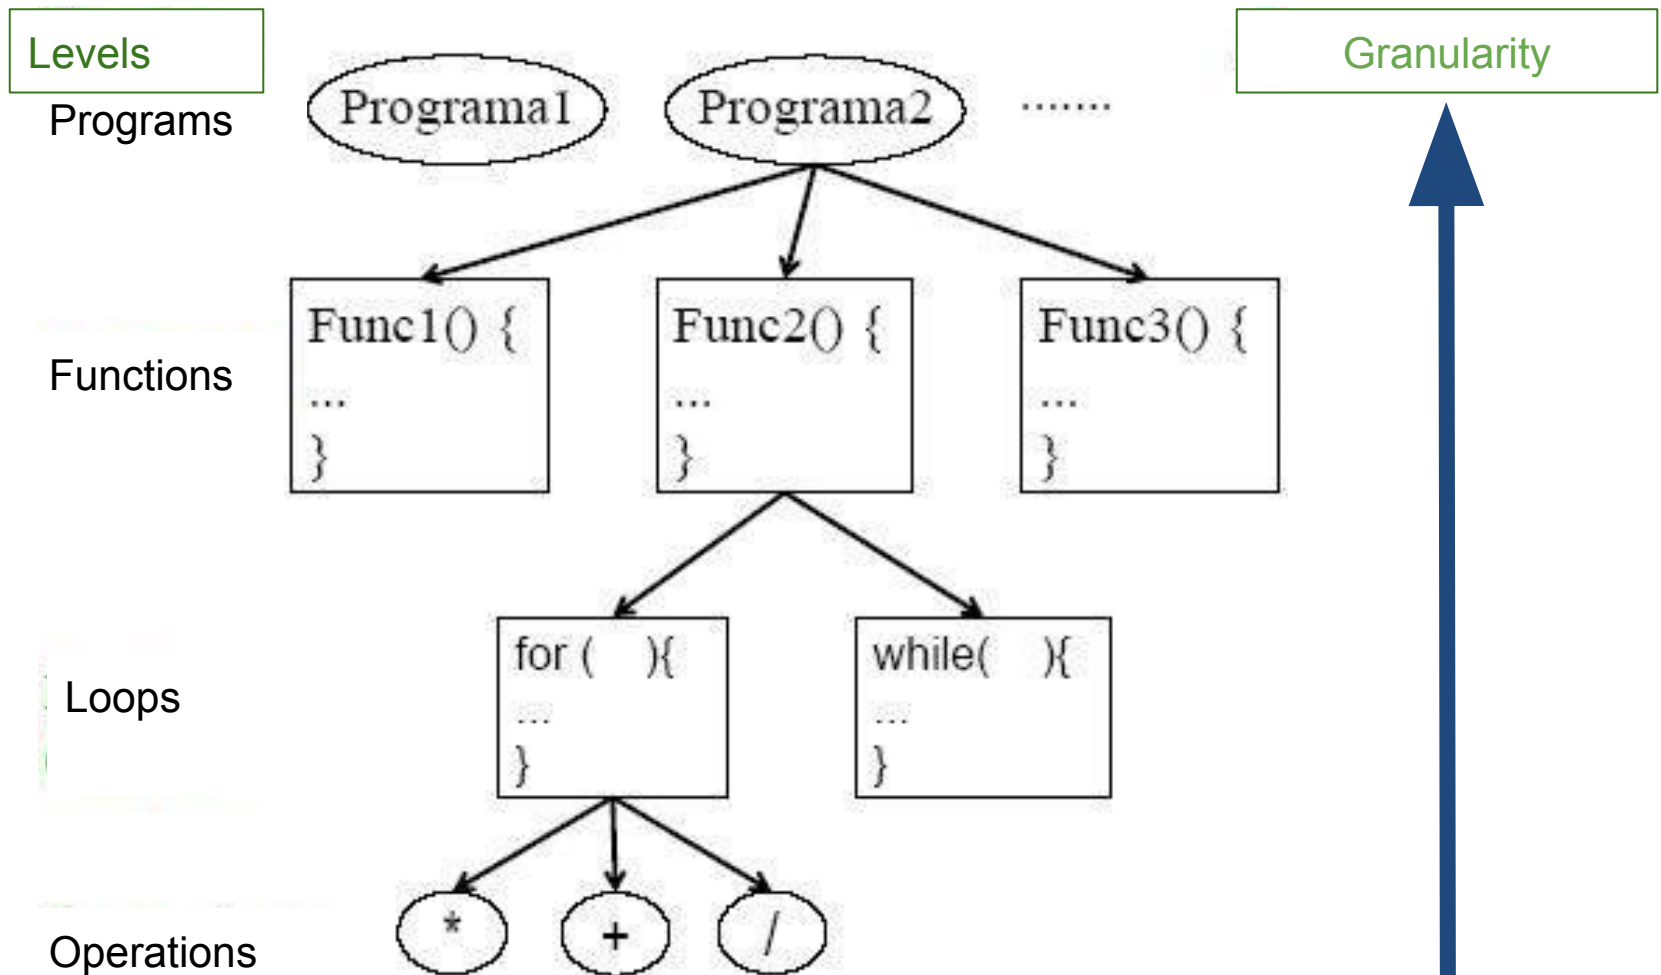 Levels
Granularity
Programs
Programa1
Programa2
.......
Functions
Func1() {
...
}
Func2() {
...
}
Func3() {
...
}
Loops
for ( ){
...
}
while( ){
...
}
Operations
*
+
/